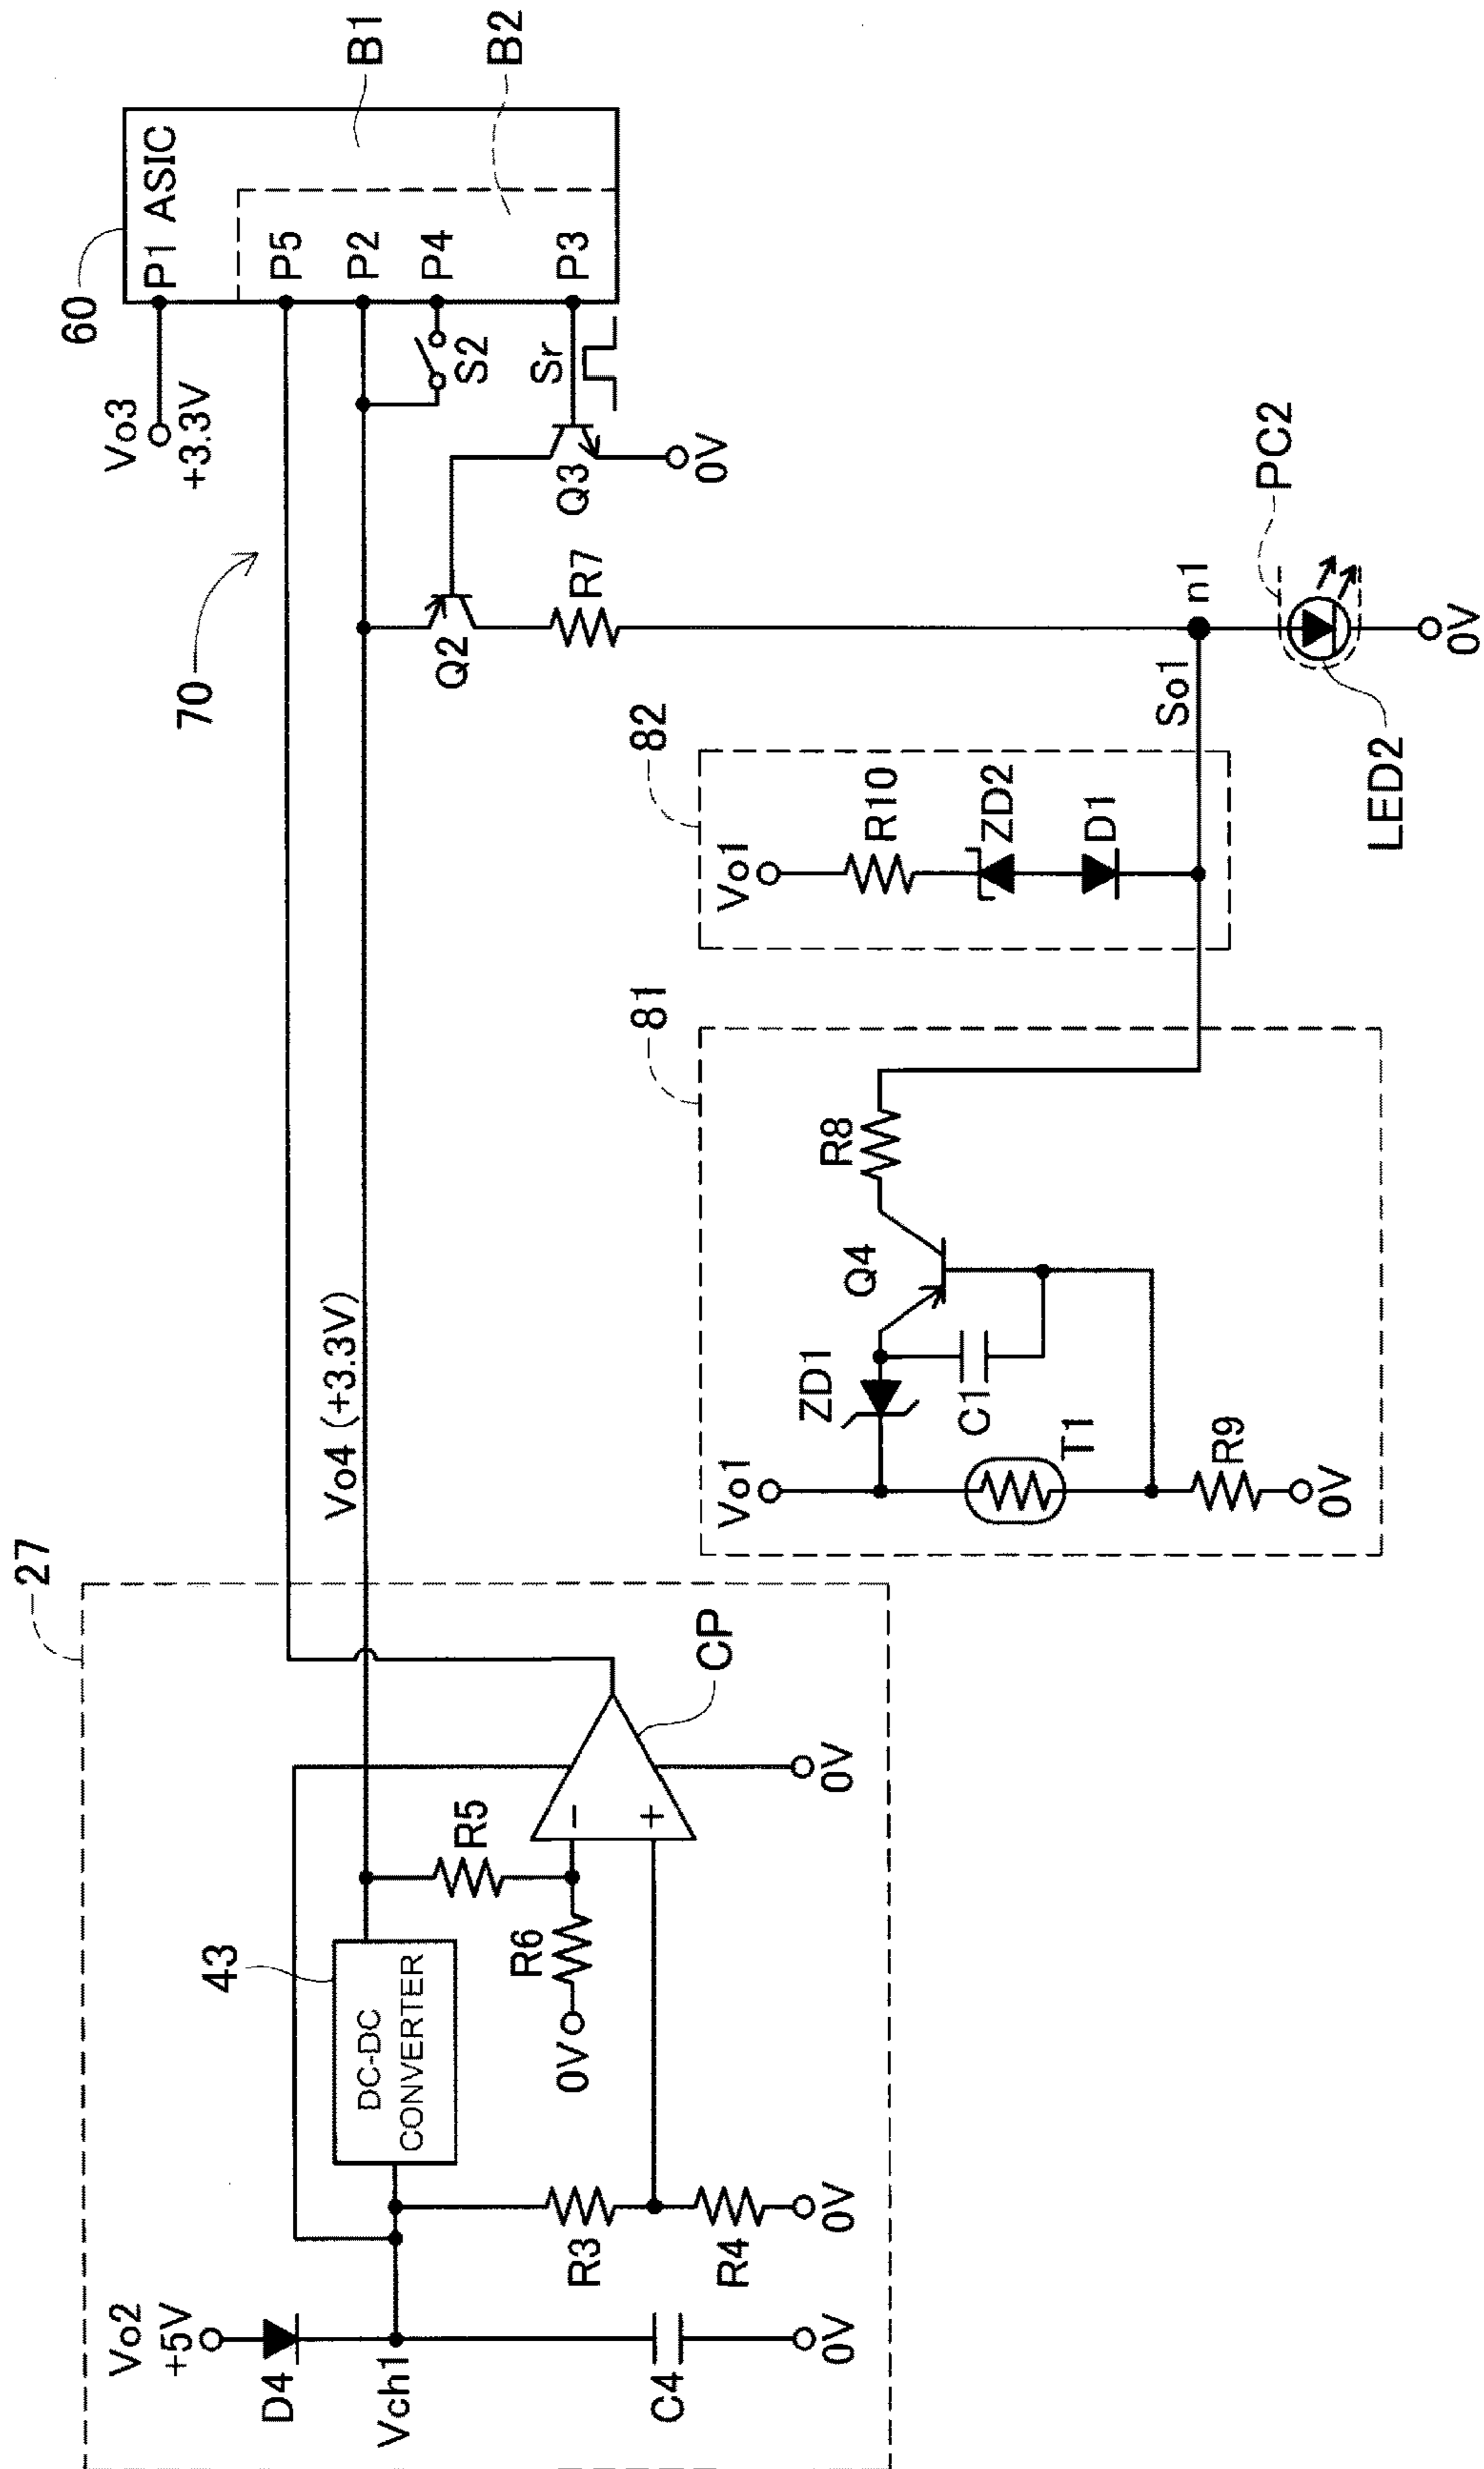 27
Vo2
+5V
D4
Vch1
C4
0V
43
DC-DC
CONVERTER
R3
R4
0V
R5
R6
0V
−
+
CP
0V
Vo4 (+3.3V)
81
Vo1
ZD1
C1
T1
Q4
R8
R9
0V
82
Vo1
R10
ZD2
D1
So1
n1
PC2
LED2
0V
70
Q2
R7
Q3
0V
Sr
S2
Vo3
+3.3V
60
P1 ASIC
P5
P2
P4
P3
B1
B2